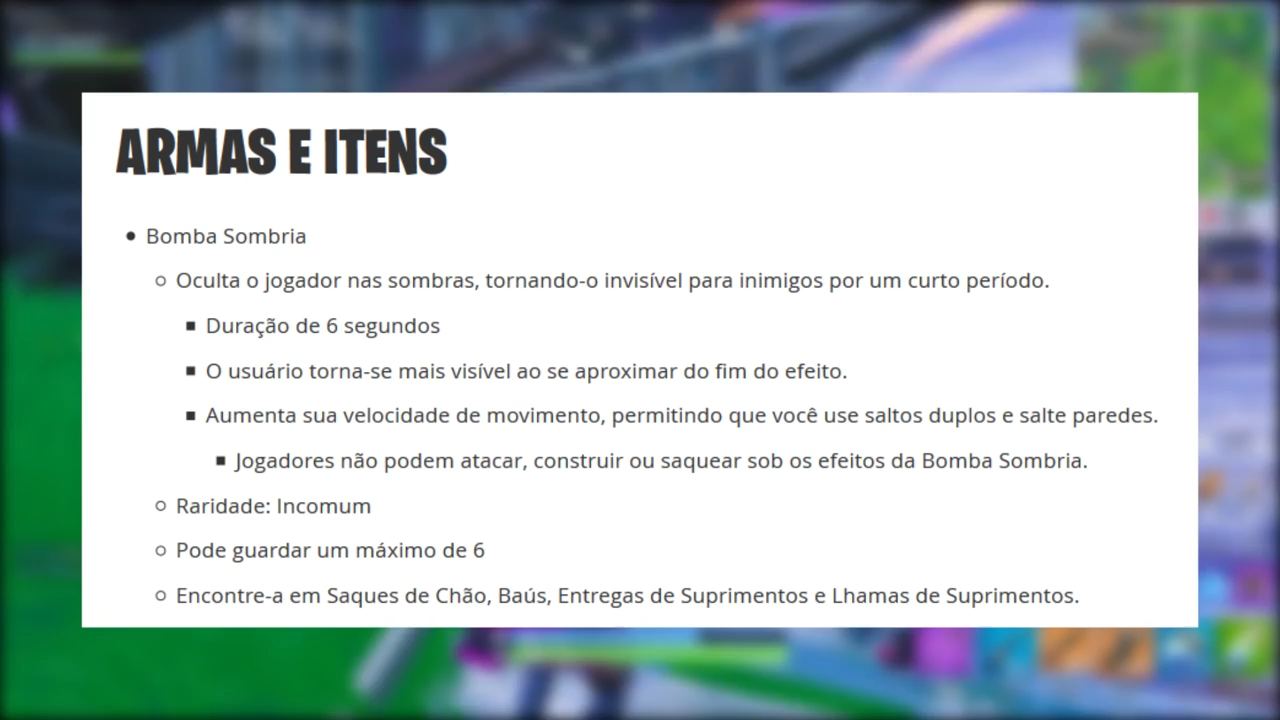 ARMAS E ITENS
Bomba Sombria
Oculta o jogador nas sombras, tornando-o invisível para inimigos por um curto período.
Duração de 6 segundos
O usuário torna-se mais visível ao se aproximar do fim do efeito.
Aumenta sua velocidade de movimento, permitindo que você use saltos duplos e salte paredes.
Jogadores não podem atacar, construir ou saquear sob os efeitos da Bomba Sombria.
Raridade: Incomum
Pode guardar um máximo de 6
Encontre-a em Saques de Chão, Baús, Entregas de Suprimentos e Lhamas de Suprimentos.